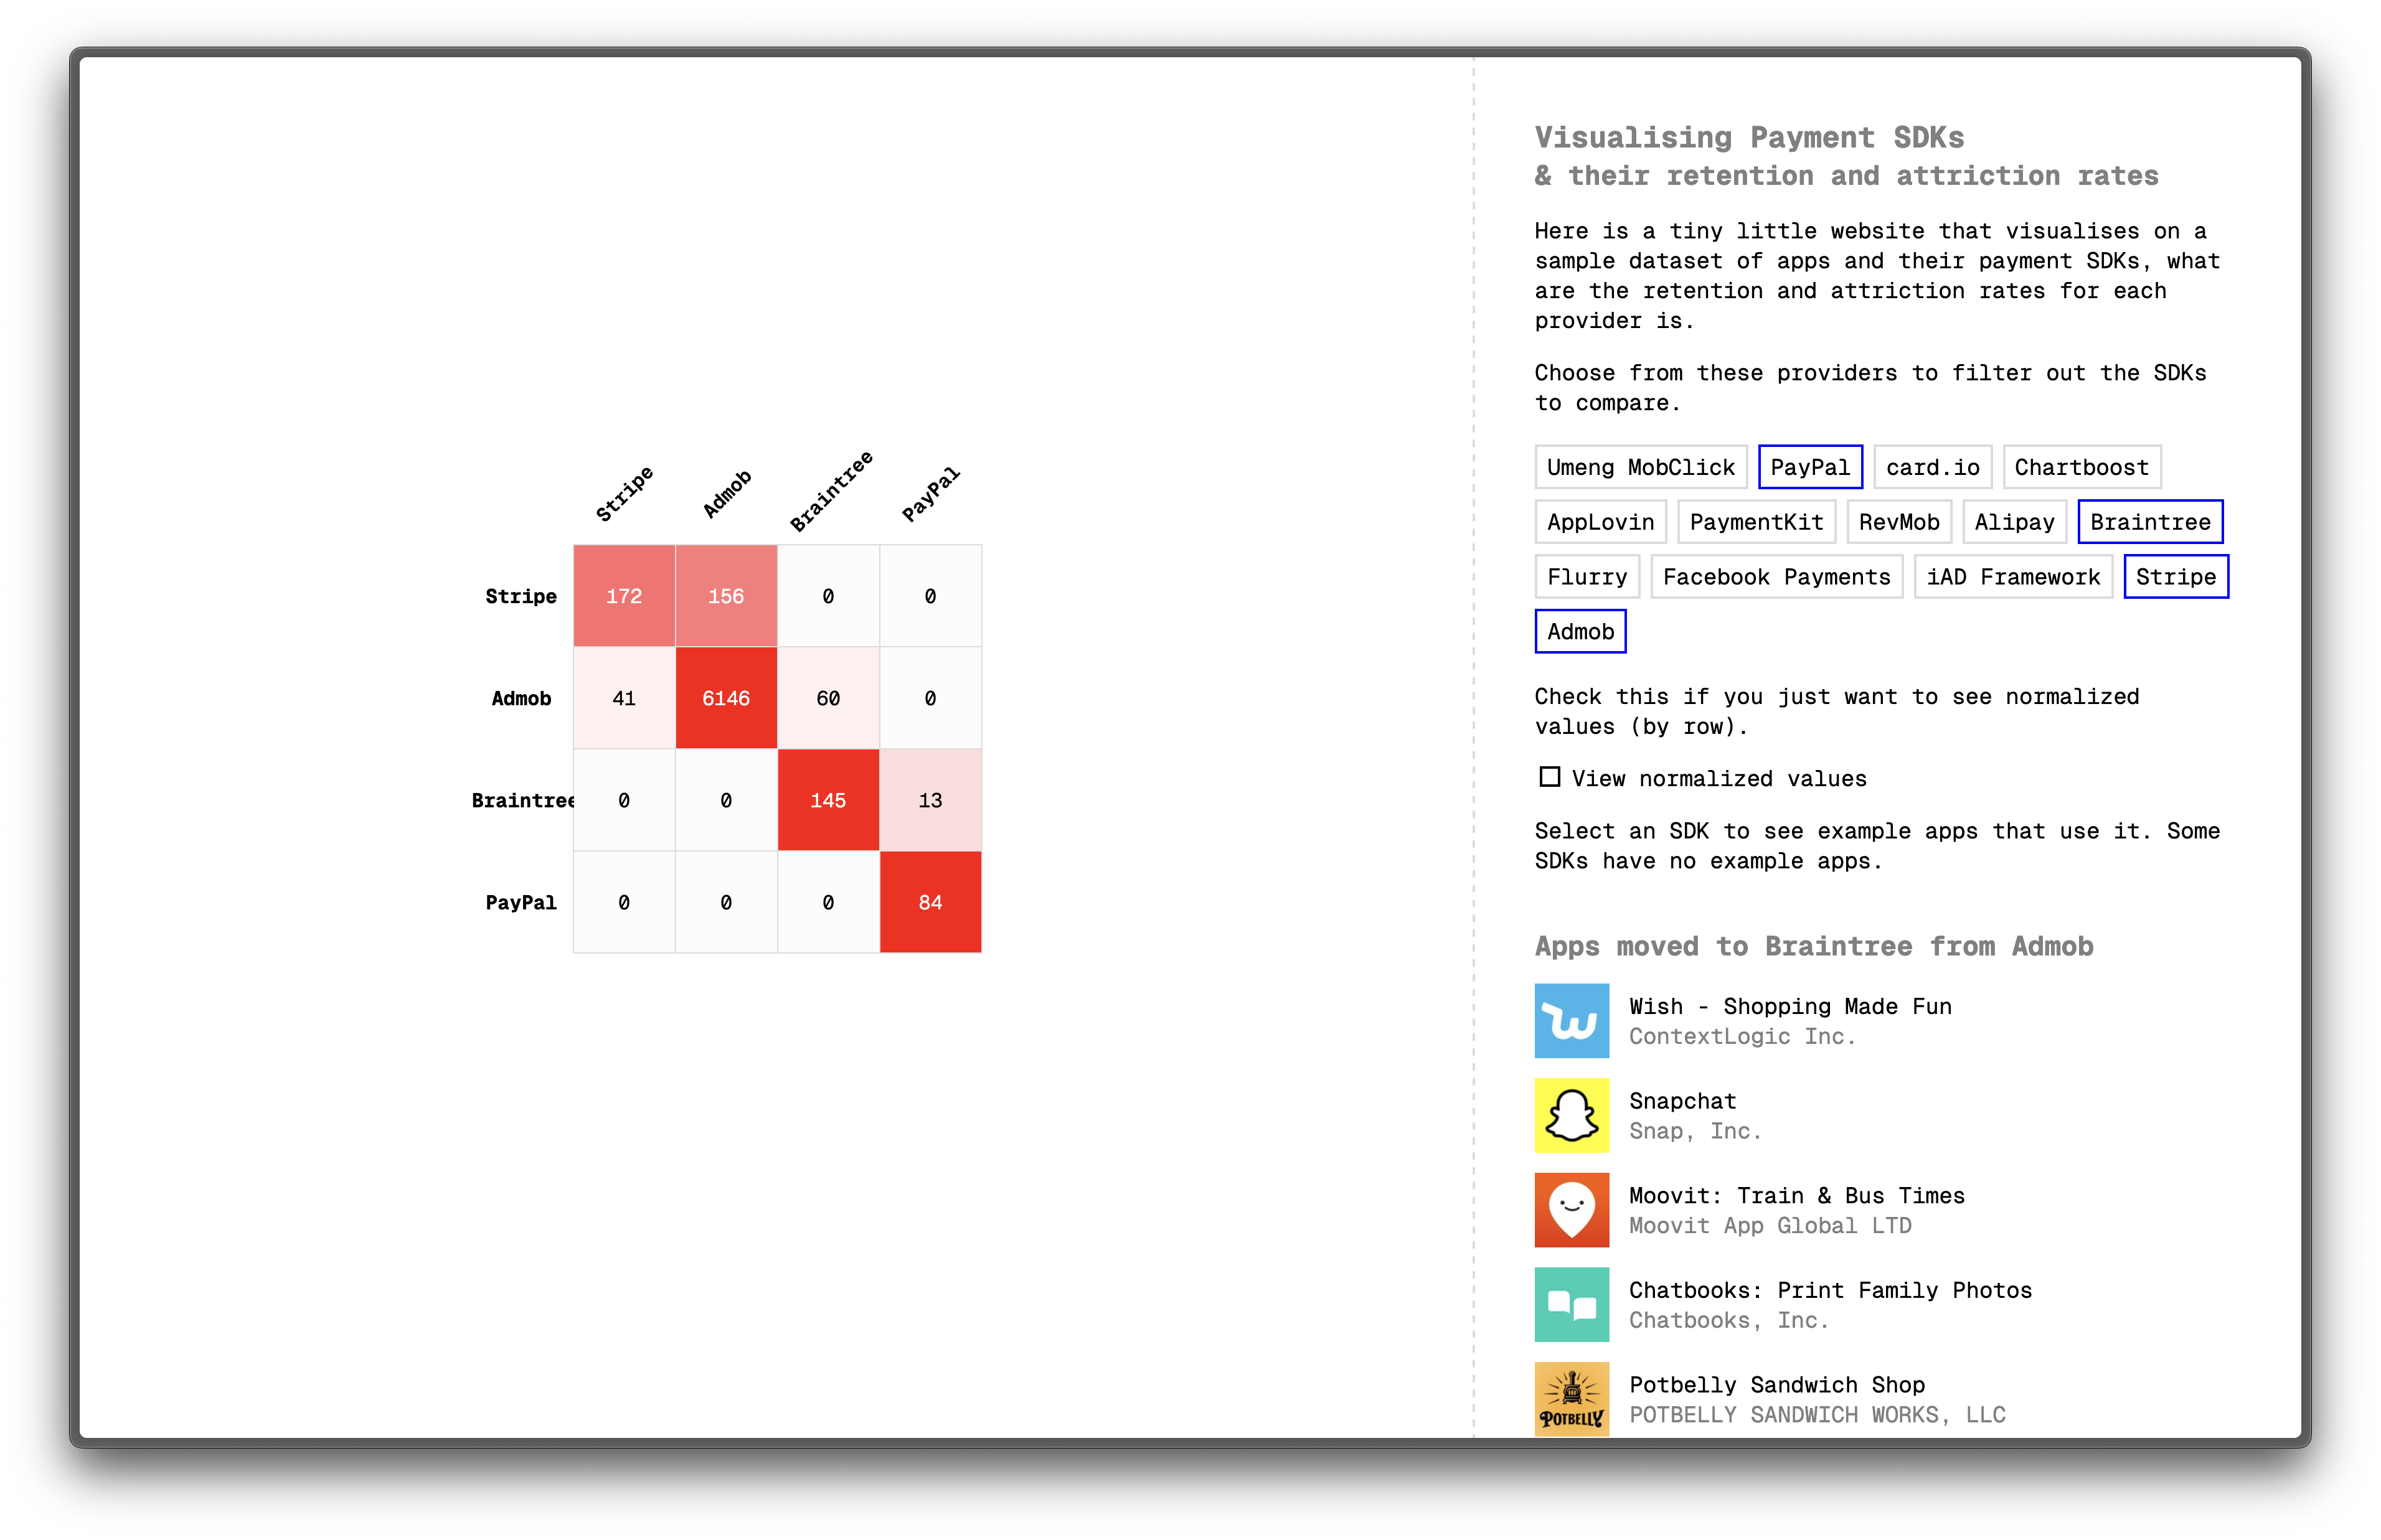 Stripe Admob Braintree PayPal
Stripe 172 156 0 0
Admob 41 6146 60 0
Braintree 0 0 145 13
PayPal 0 0 0 84
Visualising Payment SDKs
& their retention and attriction rates
Here is a tiny little website that visualises on a
sample dataset of apps and their payment SDKs, what
are the retention and attriction rates for each
provider is.
Choose from these providers to filter out the SDKs
to compare.
Umeng MobClick PayPal card.io Chartboost
AppLovin PaymentKit RevMob Alipay Braintree
Flurry Facebook Payments iAD Framework Stripe
Admob
Check this if you just want to see normalized
values (by row).
View normalized values
Select an SDK to see example apps that use it. Some
SDKs have no example apps.
Apps moved to Braintree from Admob
Wish - Shopping Made Fun
ContextLogic Inc.
Snapchat
Snap, Inc.
Moovit: Train & Bus Times
Moovit App Global LTD
Chatbooks: Print Family Photos
Chatbooks, Inc.
POTBELLY
Potbelly Sandwich Shop
POTBELLY SANDWICH WORKS, LLC